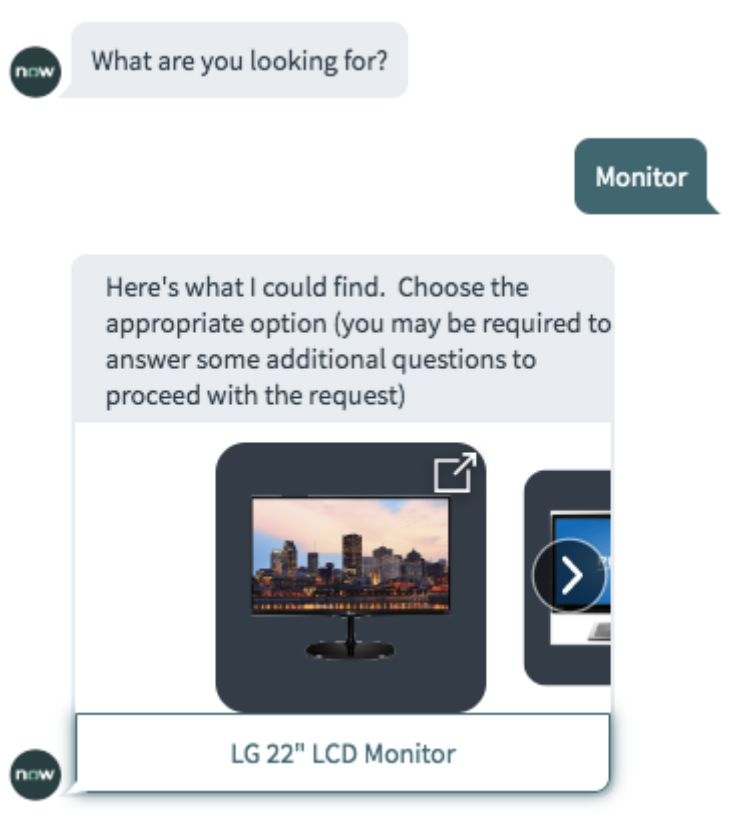 What are you looking for?
now
Monitor
Here's what I could find.  Choose the
appropriate option (you may be required to
answer some additional questions to
proceed with the request)
LG 22" LCD Monitor
now